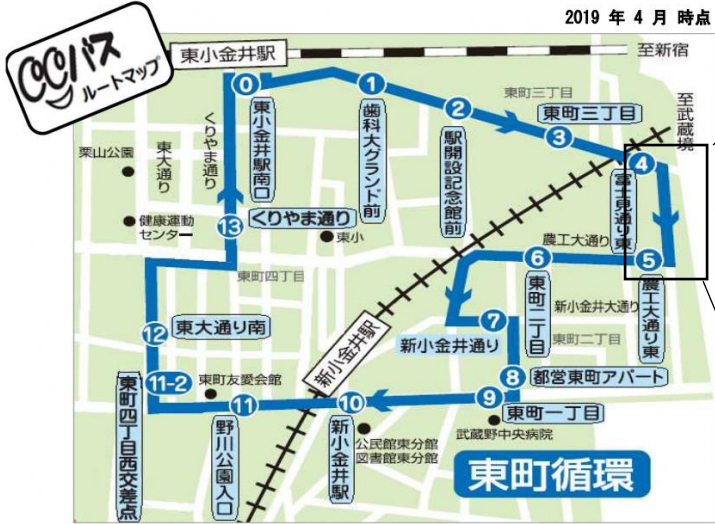 2019 年 4 月 時点
CoCoバス
ルートマップ
東小金井駅
至新宿
至武蔵境
0
東小金井駅南口
1
歯科大グランド前
2
駅開設記念館前
東町三丁目
東町三丁目
3
4
富士見通り東
栗山公園
東大通り
くりやま通り
健康運動
センター
13
くりやま通り
東小
農工大通り
6
東町二丁目
5
農工大通り東
東町四丁目
新小金井大通り
7
新小金井通り
東町二丁目
12
東大通り南
新小金井駅
8
都営東町アパート
11-2
東町四丁目西交差点
東町友愛会館
11
野川公園入口
10
新小金井駅
9
東町一丁目
武蔵野中央病院
公民館東分館
図書館東分館
東町循環